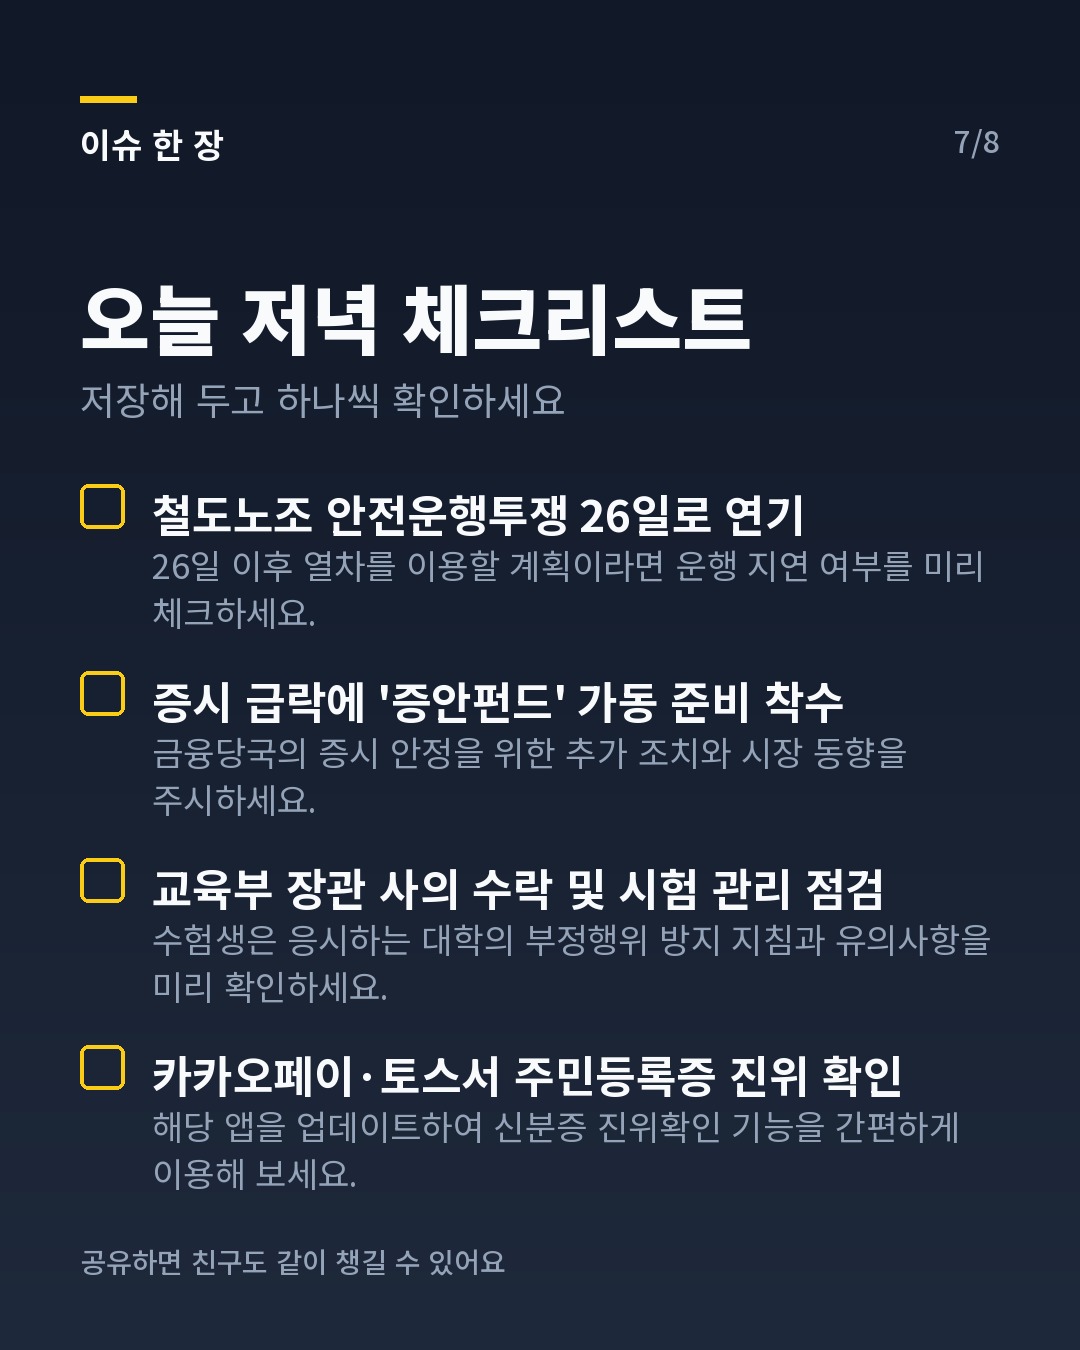 이슈 한 장
7/8
오늘 저녁 체크리스트
저장해 두고 하나씩 확인하세요
철도노조 안전운행투쟁 26일로 연기
26일 이후 열차를 이용할 계획이라면 운행 지연 여부를 미리
체크하세요.
증시 급락에 '증안펀드' 가동 준비 착수
금융당국의 증시 안정을 위한 추가 조치와 시장 동향을
주시하세요.
교육부 장관 사의 수락 및 시험 관리 점검
수험생은 응시하는 대학의 부정행위 방지 지침과 유의사항을
미리 확인하세요.
카카오페이·토스서 주민등록증 진위 확인
해당 앱을 업데이트하여 신분증 진위확인 기능을 간편하게
이용해 보세요.
공유하면 친구도 같이 챙길 수 있어요